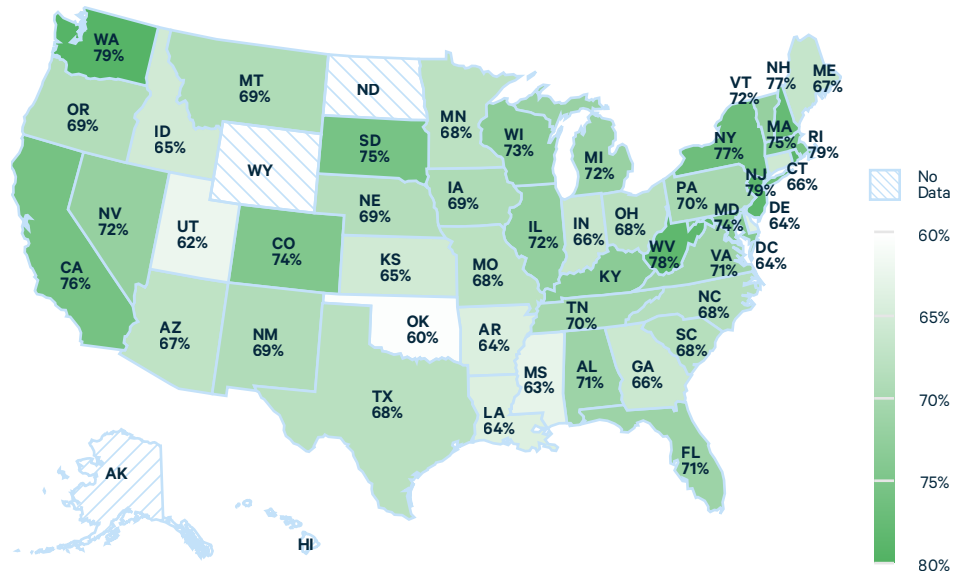 WA
79%
MT
69%
ND
OR
69%
ID
65%
WY
SD
75%
MN
68%
WI
73%
MI
72%
VT
72%
NH
77%
ME
67%
NY
77%
MA
75%
RI
79%
CT
66%
NJ
79%
PA
70%
DE
64%
MD
74%
DC
64%
NV
72%
UT
62%
CO
74%
NE
69%
IA
69%
IL
72%
IN
66%
OH
68%
WV
78%
VA
71%
CA
76%
KS
65%
MO
68%
KY
NC
68%
TN
70%
SC
68%
AZ
67%
NM
69%
OK
60%
AR
64%
MS
63%
AL
71%
GA
66%
TX
68%
LA
64%
FL
71%
AK
HI
No
Data
60%
65%
70%
75%
80%